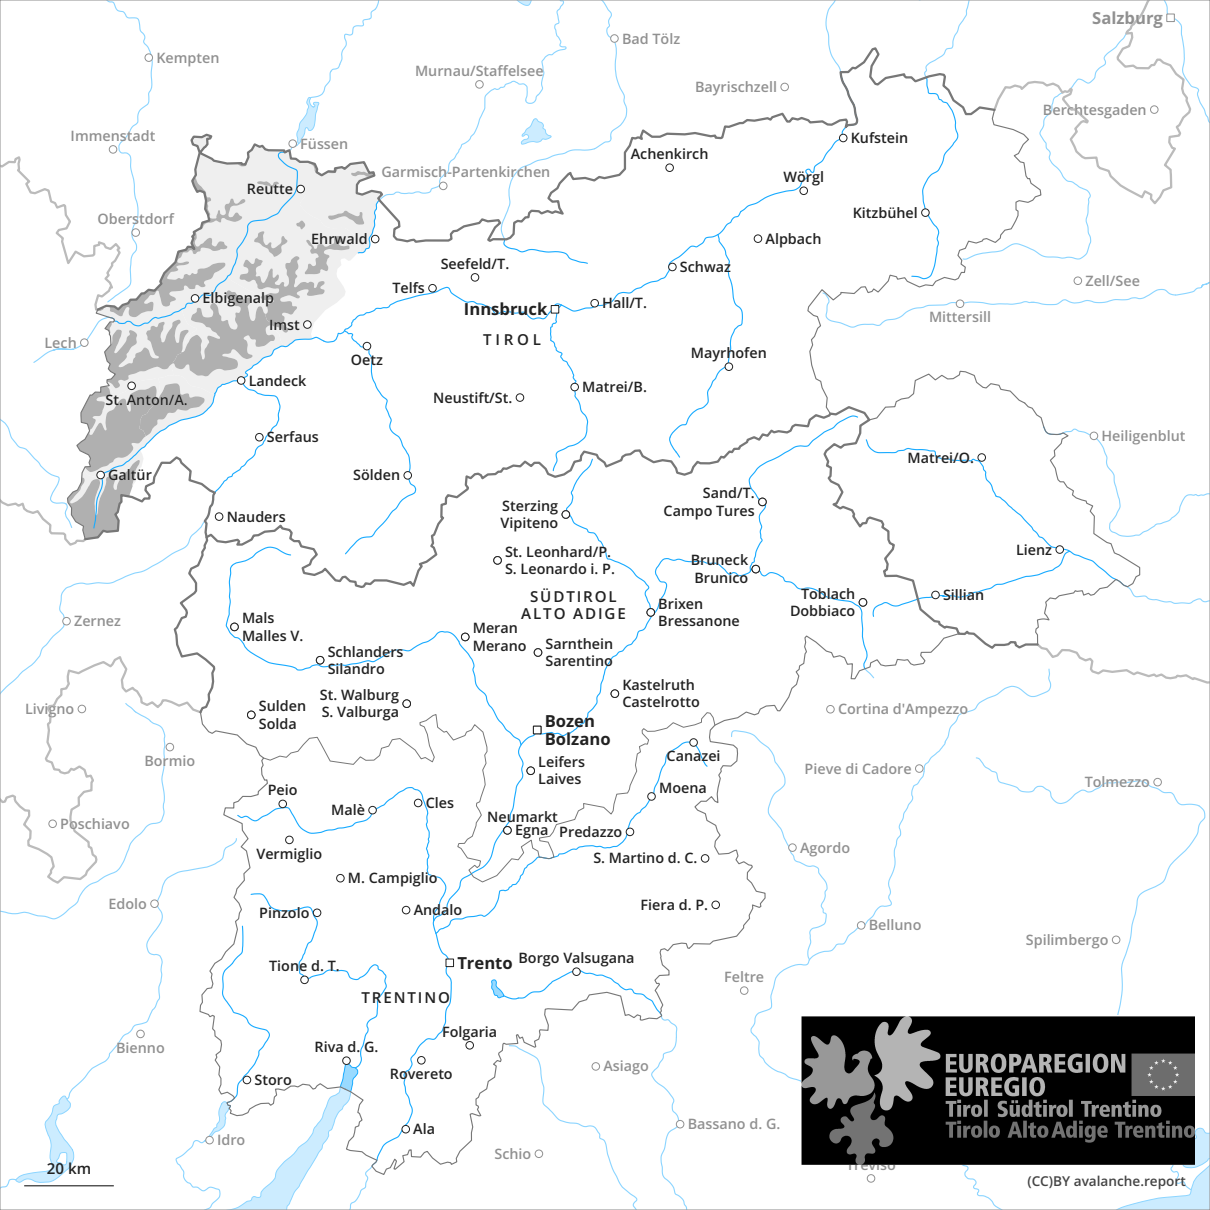 Salzburg
Bad Tölz
Kempten
Murnau/Staffelsee
Bayrischzell
Berchtesgaden
Immenstadt
Füssen
Kufstein
Achenkirch
Garmisch-Partenkirchen
Wörgl
Reutte
Kitzbühel
Oberstdorf
Ehrwald
Alpbach
Seefeld/T.
Schwaz
Zell/See
Telfs
Elbigenalp
Hall/T.
Innsbruck
Mittersill
Imst
Lech
TIROL
Oetz
Mayrhofen
Landeck
Matrei/B.
St. Anton/A.
Neustift/St.
Serfaus
Heiligenblut
Matrei/O.
Galtür
Sölden
Sand/T.
Campo Tures
Sterzing
Vipiteno
Nauders
Lienz
St. Leonhard/P.
S. Leonardo i. P.
Bruneck
Brunico
SÜDTIROL
ALTO ADIGE
Toblach
Dobbiaco
Sillian
Brixen
Bressanone
Zernez
Mals
Malles V.
Meran
Merano
Sarnthein
Sarentino
Schlanders
Silandro
Kastelruth
Castelrotto
St. Walburg
S. Valburga
Livigno
Sulden
Solda
Cortina d'Ampezzo
Bozen
Bolzano
Bormio
Canazei
Leifers
Laives
Pieve di Cadore
Tolmezzo
Peio
Moena
Malè
Cles
Neumarkt
Egna
Poschiavo
Predazzo
Vermiglio
Agordo
S. Martino d. C.
M. Campiglio
Edolo
Pinzolo
Andalo
Fiera d. P.
Belluno
Spilimbergo
Trento
Borgo Valsugana
Tione d. T.
Feltre
TRENTINO
Folgaria
Bienno
Riva d. G.
Rovereto
Asiago
Storo
EUROPAREGION
EUREGIO
Tirol Südtirol Trentino
Tirolo Alto Adige Trentino
Ala
Bassano d. G.
Idro
Schio
Treviso
20 km
(CC)BY avalanche.report